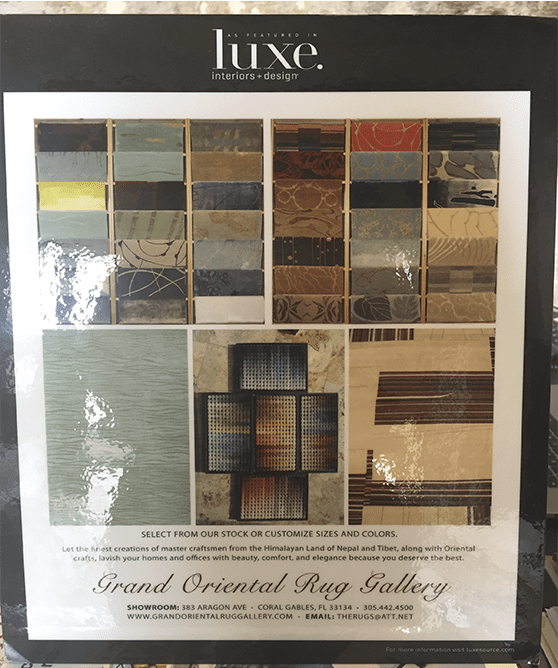 AS FEATURED IN
luxe.
interiors+design
SELECT FROM OUR STOCK OR CUSTOMIZE SIZES AND COLORS.
Let the finest creations of master craftsmen from the Himalayan Land of Nepal and Tibet, along with Oriental
crafts, lavish your homes and offices with beauty, comfort, and elegance because you deserve the best.
Grand Oriental Rug Gallery
SHOWROOM: 383 ARAGON AVE • CORAL GABLES, FL 33134 • 305.442.4500
WWW.GRANDORIENTALRUGGALLERY.COM • EMAIL: THERUGS@ATT.NET
For more information visit luxesource.com